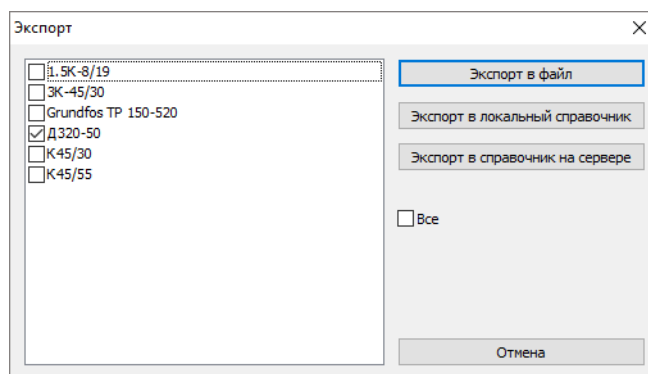 Экспорт
1.5К-8/19
3К-45/30
Grundfos TP 150-520
Д320-50
К45/30
К45/55
Экспорт в файл
Экспорт в локальный справочник
Экспорт в справочник на сервере
Все
Отмена